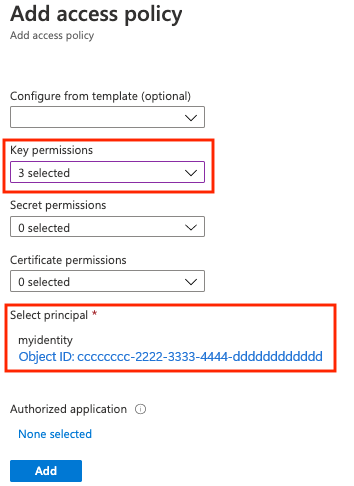 Add access policy
Add access policy
Configure from template (optional)
Key permissions
3 selected
Secret permissions
0 selected
Certificate permissions
0 selected
Select principal *
myidentity
Object ID: cccccccc-2222-3333-4444-dddddddddddd
Authorized application
None selected
Add